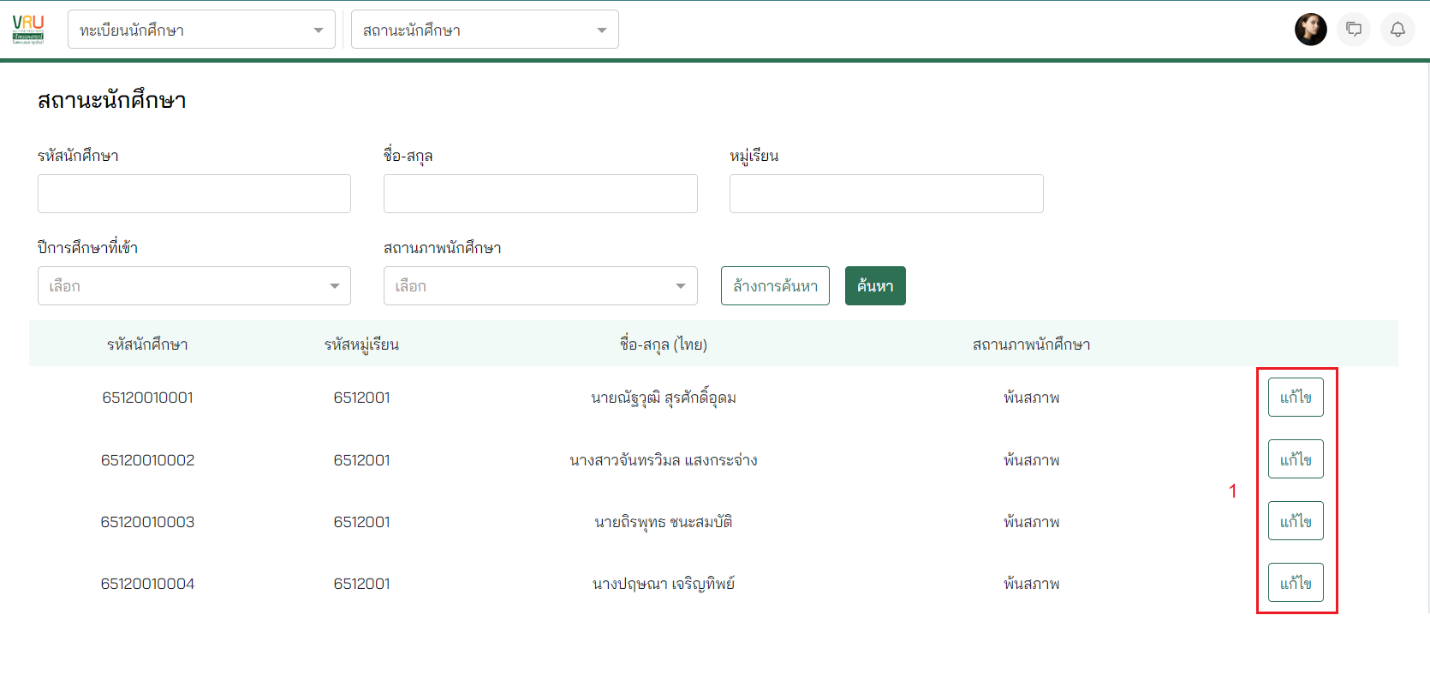 VRU
ทะเบียนนักศึกษา
สถานะนักศึกษา
สถานะนักศึกษา
รหัสนักศึกษา ชื่อ-สกุล หมู่เรียน
ปีการศึกษาที่เข้า สถานภาพนักศึกษา
เลือก เลือก ล้างการค้นหา ค้นหา
รหัสนักศึกษา รหัสหมู่เรียน ชื่อ-สกุล (ไทย) สถานภาพนักศึกษา
65120010001 6512001 นายณัฐวุฒิ สุรศักดิ์อุดม พ้นสภาพ แก้ไข
65120010002 6512001 นางสาวจันทรวิมล แสงกระจ่าง พ้นสภาพ แก้ไข
1
65120010003 6512001 นายถิรพุทธ ชนะสมบัติ พ้นสภาพ แก้ไข
65120010004 6512001 นางปฤษณา เจริญทิพย์ พ้นสภาพ แก้ไข